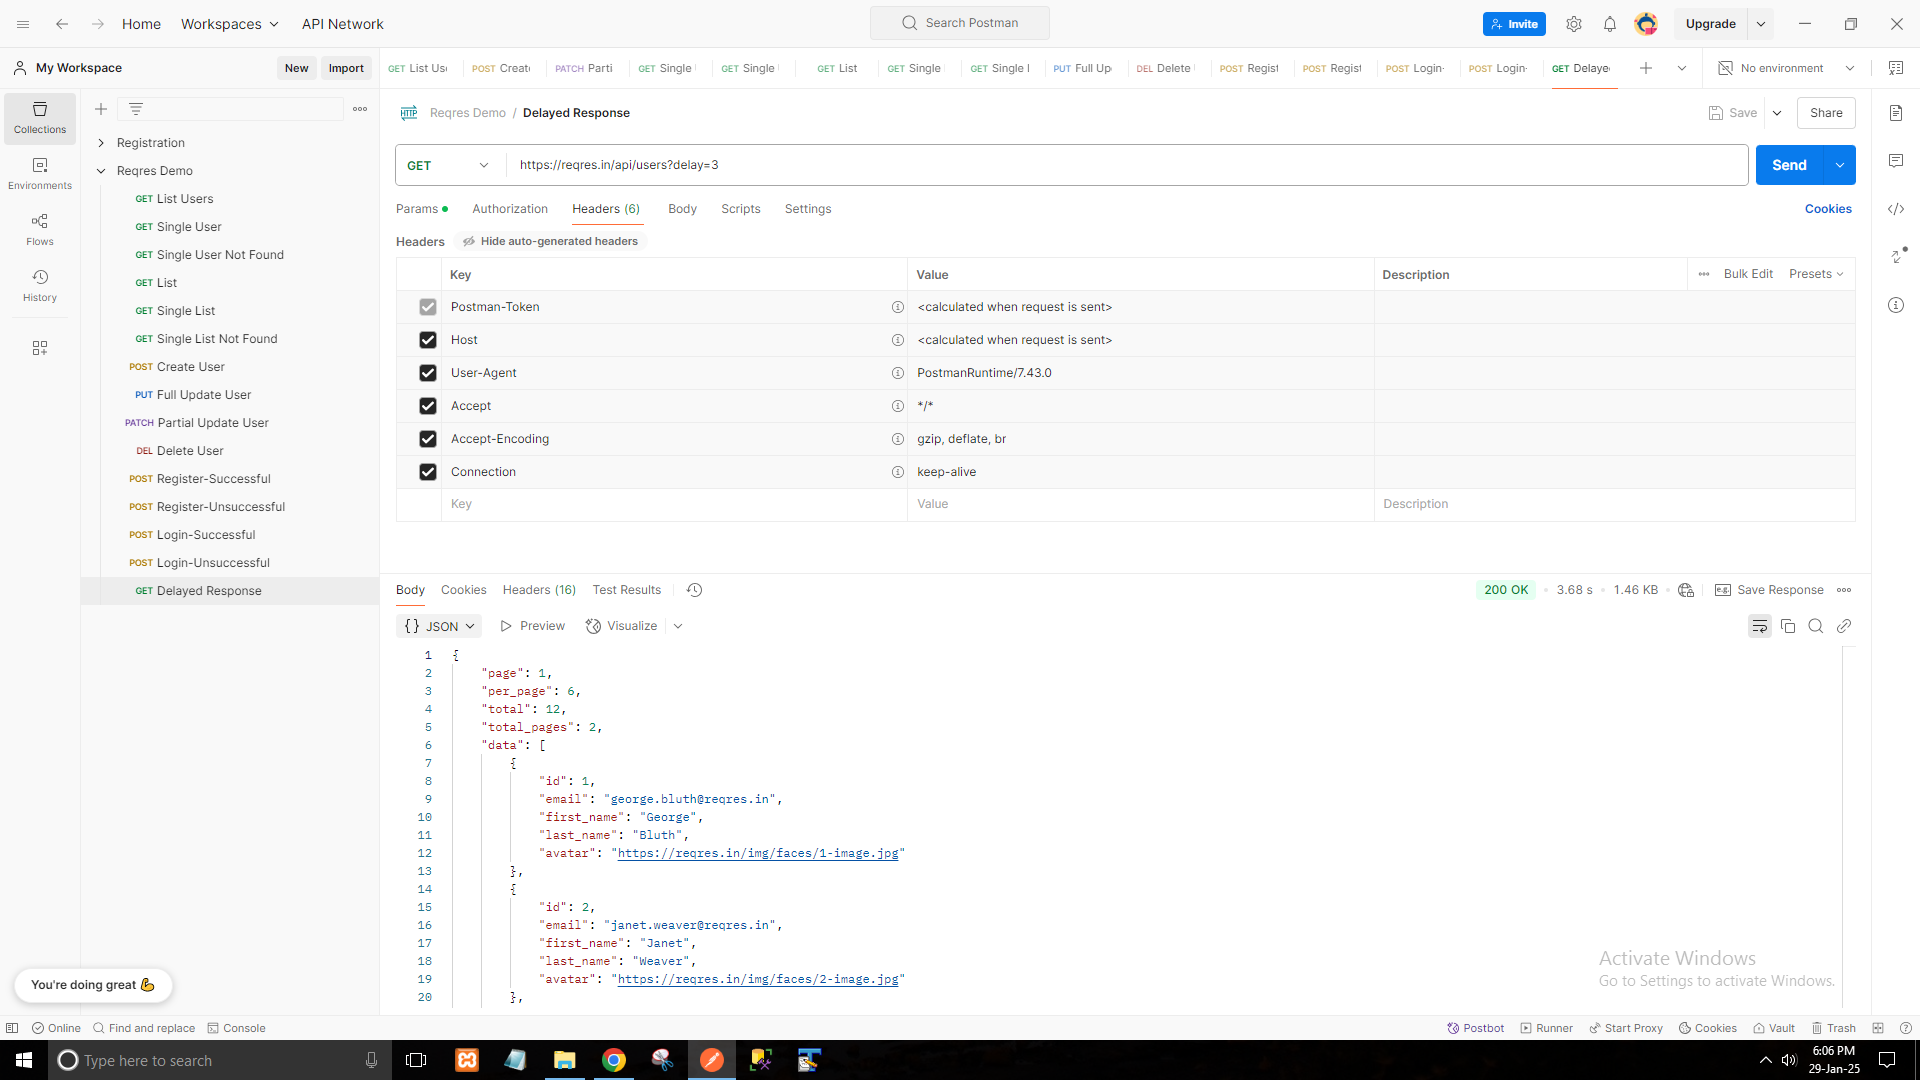 Home
Workspaces
API Network
Search Postman
Invite
Upgrade
My Workspace
New
Import
GET List Us
POST Creat
PATCH Parti
GET Single
GET Single
GET List
GET Single
GET Single l
PUT Full Up
DEL Delete
POST Regist
POST Regist
POST Login-
POST Login-
GET Delaye
No environment
Collections
Environments
Flows
History
Registration
Reqres Demo
GET List Users
GET Single User
GET Single User Not Found
GET List
GET Single List
GET Single List Not Found
POST Create User
PUT Full Update User
PATCH Partial Update User
DEL Delete User
POST Register-Successful
POST Register-Unsuccessful
POST Login-Successful
POST Login-Unsuccessful
GET Delayed Response
HTTP
Reqres Demo / Delayed Response
Save
Share
GET
https://reqres.in/api/users?delay=3
Send
Params
Authorization
Headers (6)
Body
Scripts
Settings
Cookies
Headers
Hide auto-generated headers
Key
Value
Description
Bulk Edit
Presets
Postman-Token
<calculated when request is sent>
Host
<calculated when request is sent>
User-Agent
PostmanRuntime/7.43.0
Accept
*/*
Accept-Encoding
gzip, deflate, br
Connection
keep-alive
Key
Value
Description
Body
Cookies
Headers (16)
Test Results
200 OK
3.68 s
1.46 KB
e.g.
Save Response
{} JSON
Preview
Visualize
1 {
2 "page": 1,
3 "per_page": 6,
4 "total": 12,
5 "total_pages": 2,
6 "data": [
7 {
8 "id": 1,
9 "email": "george.bluth@reqres.in",
10 "first_name": "George",
11 "last_name": "Bluth",
12 "avatar": "https://reqres.in/img/faces/1-image.jpg"
13 },
14 {
15 "id": 2,
16 "email": "janet.weaver@reqres.in",
17 "first_name": "Janet",
18 "last_name": "Weaver",
19 "avatar": "https://reqres.in/img/faces/2-image.jpg"
20 },
Activate Windows
Go to Settings to activate Windows.
You're doing great 💪
Online
Find and replace
Console
Postbot
Runner
Start Proxy
Cookies
Vault
Trash
Type here to search
6:06 PM
29-Jan-25